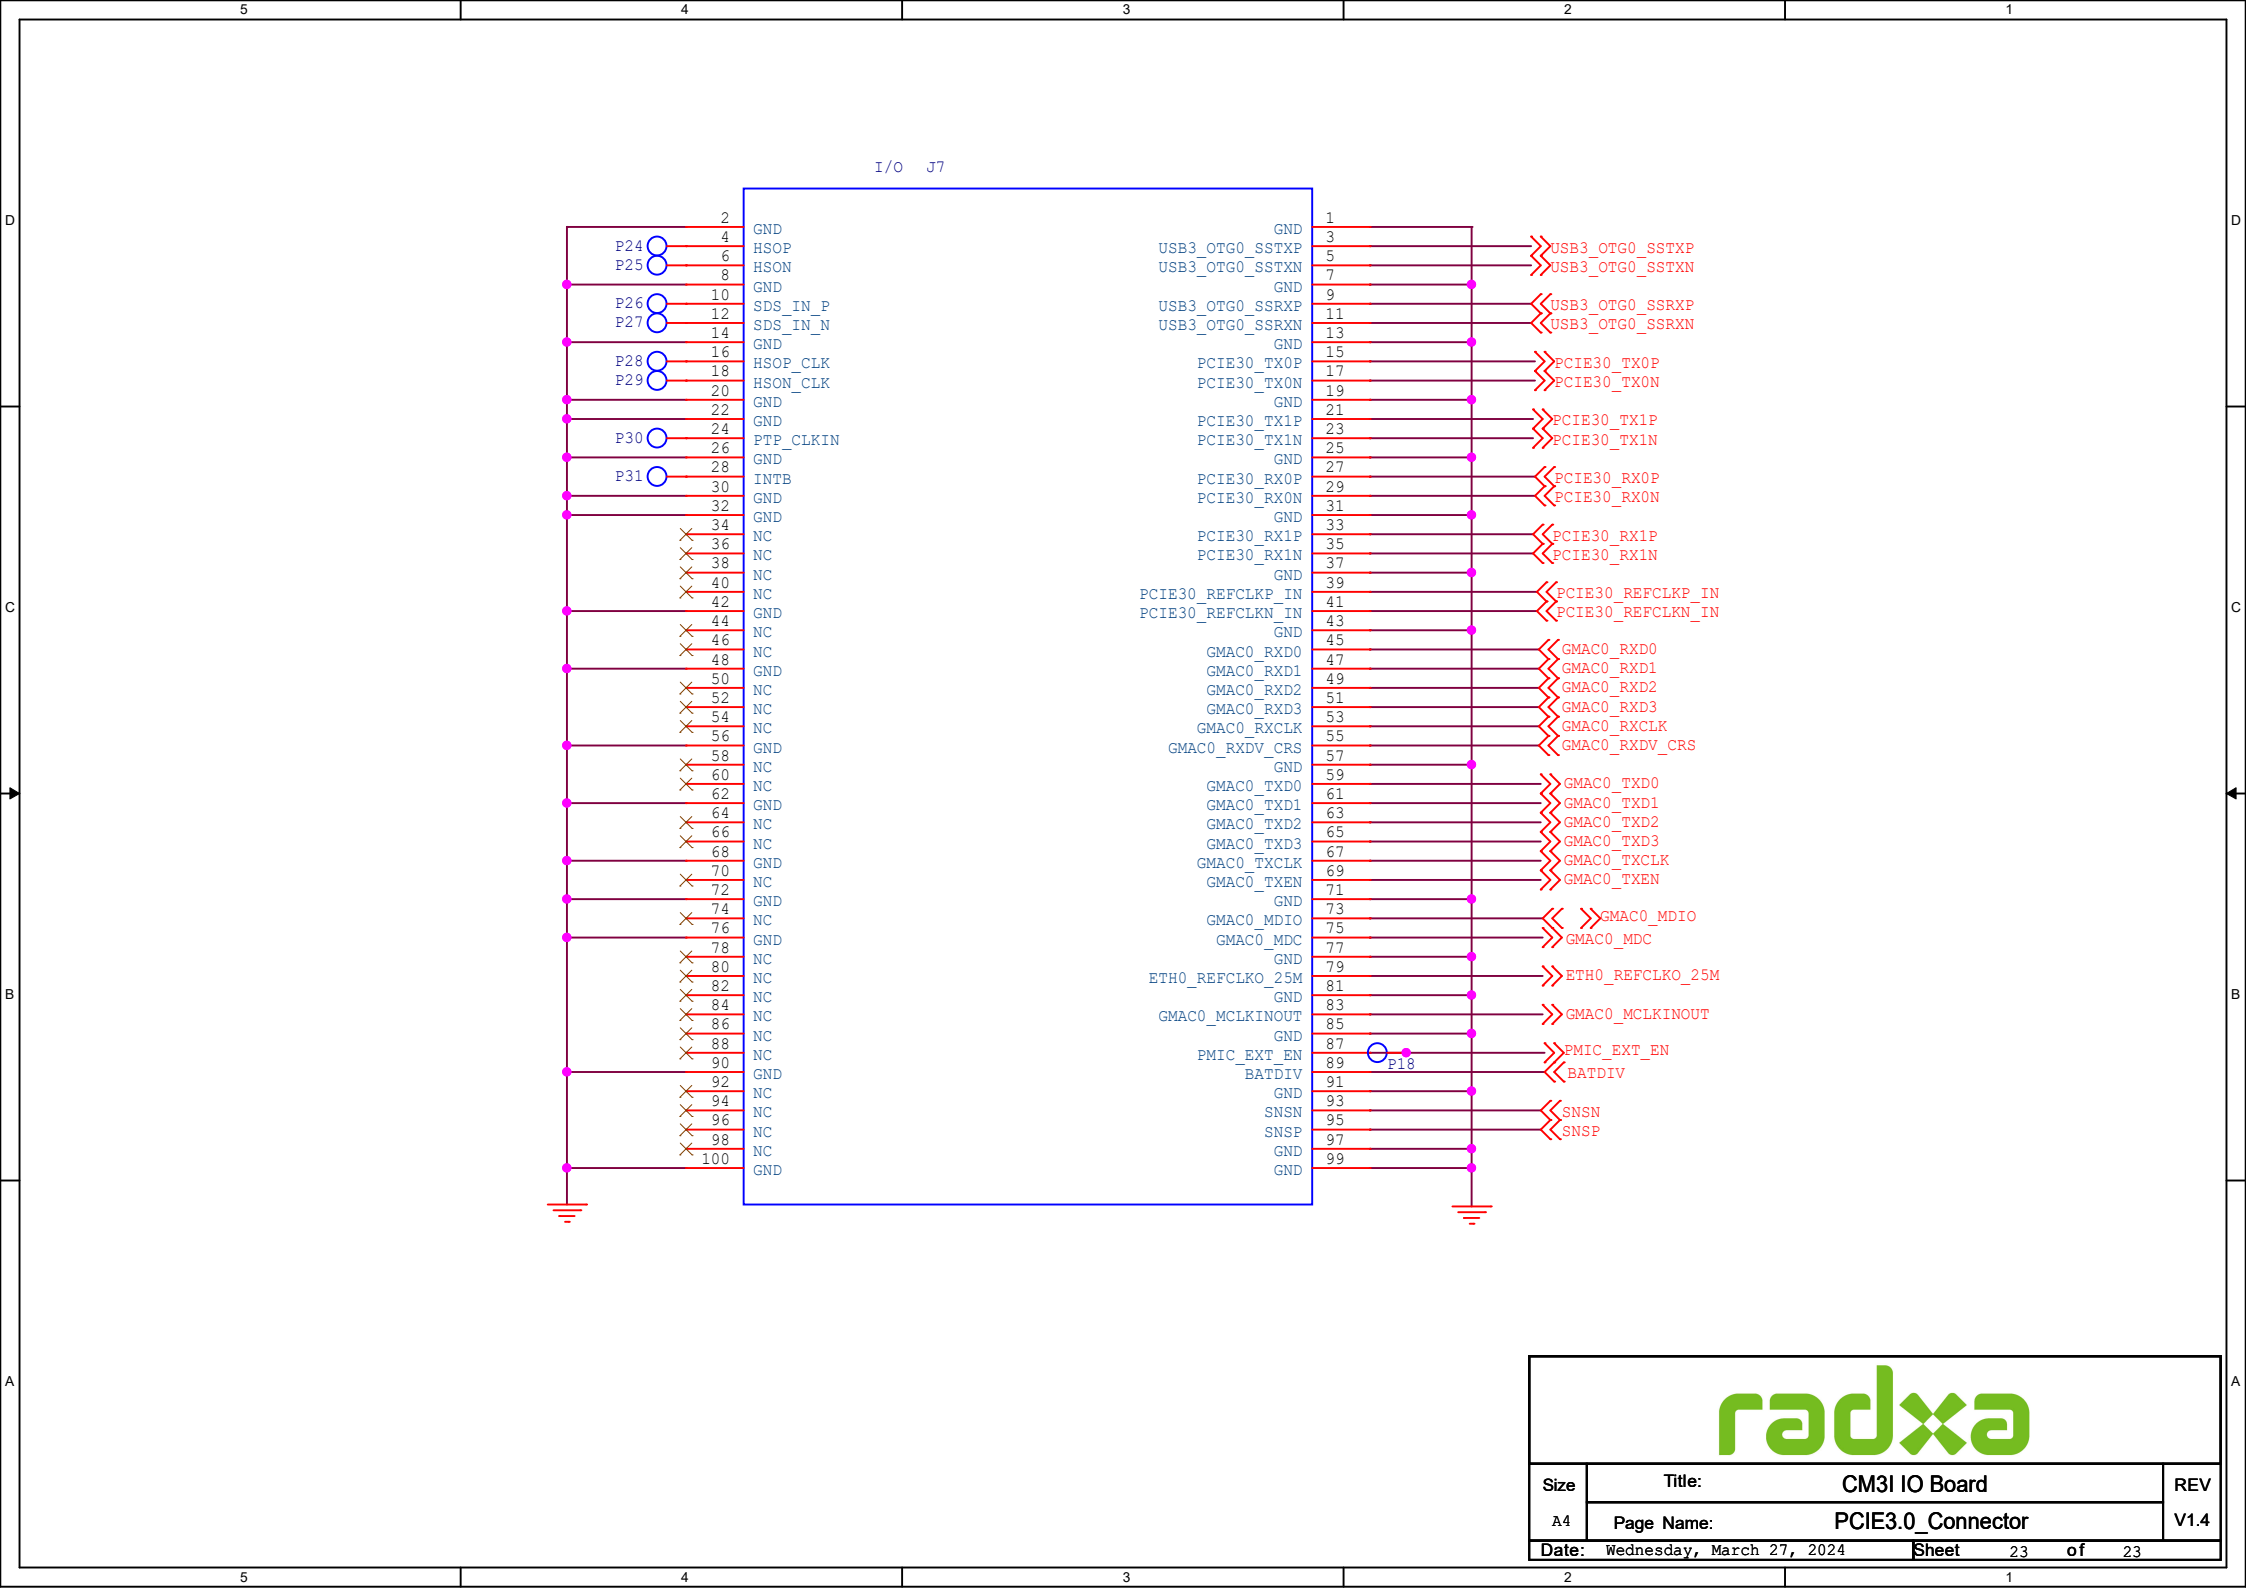 5 4 3 2 1
D D
C C
B B
A A
I/O J7
2 GND GND 1
P24 4 HSOP USB3_OTG0_SSTXP 3 USB3_OTG0_SSTXP
P25 6 HSON USB3_OTG0_SSTXN 5 USB3_OTG0_SSTXN
8 GND GND 7
P26 10 SDS_IN_P USB3_OTG0_SSRXP 9 USB3_OTG0_SSRXP
P27 12 SDS_IN_N USB3_OTG0_SSRXN 11 USB3_OTG0_SSRXN
14 GND GND 13
P28 16 HSOP_CLK PCIE30_TX0P 15 PCIE30_TX0P
P29 18 HSON_CLK PCIE30_TX0N 17 PCIE30_TX0N
20 GND GND 19
22 GND PCIE30_TX1P 21 PCIE30_TX1P
P30 24 PTP_CLKIN PCIE30_TX1N 23 PCIE30_TX1N
26 GND GND 25
P31 28 INTB PCIE30_RX0P 27 PCIE30_RX0P
30 GND PCIE30_RX0N 29 PCIE30_RX0N
32 GND GND 31
34 NC PCIE30_RX1P 33 PCIE30_RX1P
36 NC PCIE30_RX1N 35 PCIE30_RX1N
38 NC GND 37
40 NC PCIE30_REFCLKP_IN 39 PCIE30_REFCLKP_IN
42 GND PCIE30_REFCLKN_IN 41 PCIE30_REFCLKN_IN
44 NC GND 43
46 NC GMAC0_RXD0 45 GMAC0_RXD0
48 GND GMAC0_RXD1 47 GMAC0_RXD1
50 NC GMAC0_RXD2 49 GMAC0_RXD2
52 NC GMAC0_RXD3 51 GMAC0_RXD3
54 NC GMAC0_RXCLK 53 GMAC0_RXCLK
56 GND GMAC0_RXDV_CRS 55 GMAC0_RXDV_CRS
58 NC GND 57
60 NC GMAC0_TXD0 59 GMAC0_TXD0
62 GND GMAC0_TXD1 61 GMAC0_TXD1
64 NC GMAC0_TXD2 63 GMAC0_TXD2
66 NC GMAC0_TXD3 65 GMAC0_TXD3
68 GND GMAC0_TXCLK 67 GMAC0_TXCLK
70 NC GMAC0_TXEN 69 GMAC0_TXEN
72 GND GND 71
74 NC GMAC0_MDIO 73 GMAC0_MDIO
76 GND GMAC0_MDC 75 GMAC0_MDC
78 NC GND 77
80 NC ETH0_REFCLKO_25M 79 ETH0_REFCLKO_25M
82 NC GND 81
84 NC GMAC0_MCLKINOUT 83 GMAC0_MCLKINOUT
86 NC GND 85
88 NC PMIC_EXT_EN 87 P18 PMIC_EXT_EN
90 GND BATDIV 89 BATDIV
92 NC GND 91
94 NC SNSN 93 SNSN
96 NC SNSP 95 SNSP
98 NC GND 97
100 GND GND 99
radxa
Size Title: CM3I IO Board REV
A4 Page Name: PCIE3.0_Connector V1.4
Date: Wednesday, March 27, 2024 Sheet 23 of 23
5 4 3 2 1